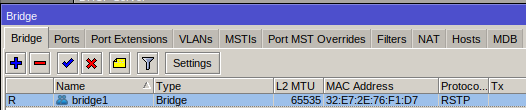 Bridge
Bridge Ports Port Extensions VLANs MSTIs Port MST Overrides Filters NAT Hosts MDB
Settings
Name Type L2 MTU MAC Address Protoco... Tx
R bridge1 Bridge 65535 32:E7:2E:76:F1:D7 RSTP